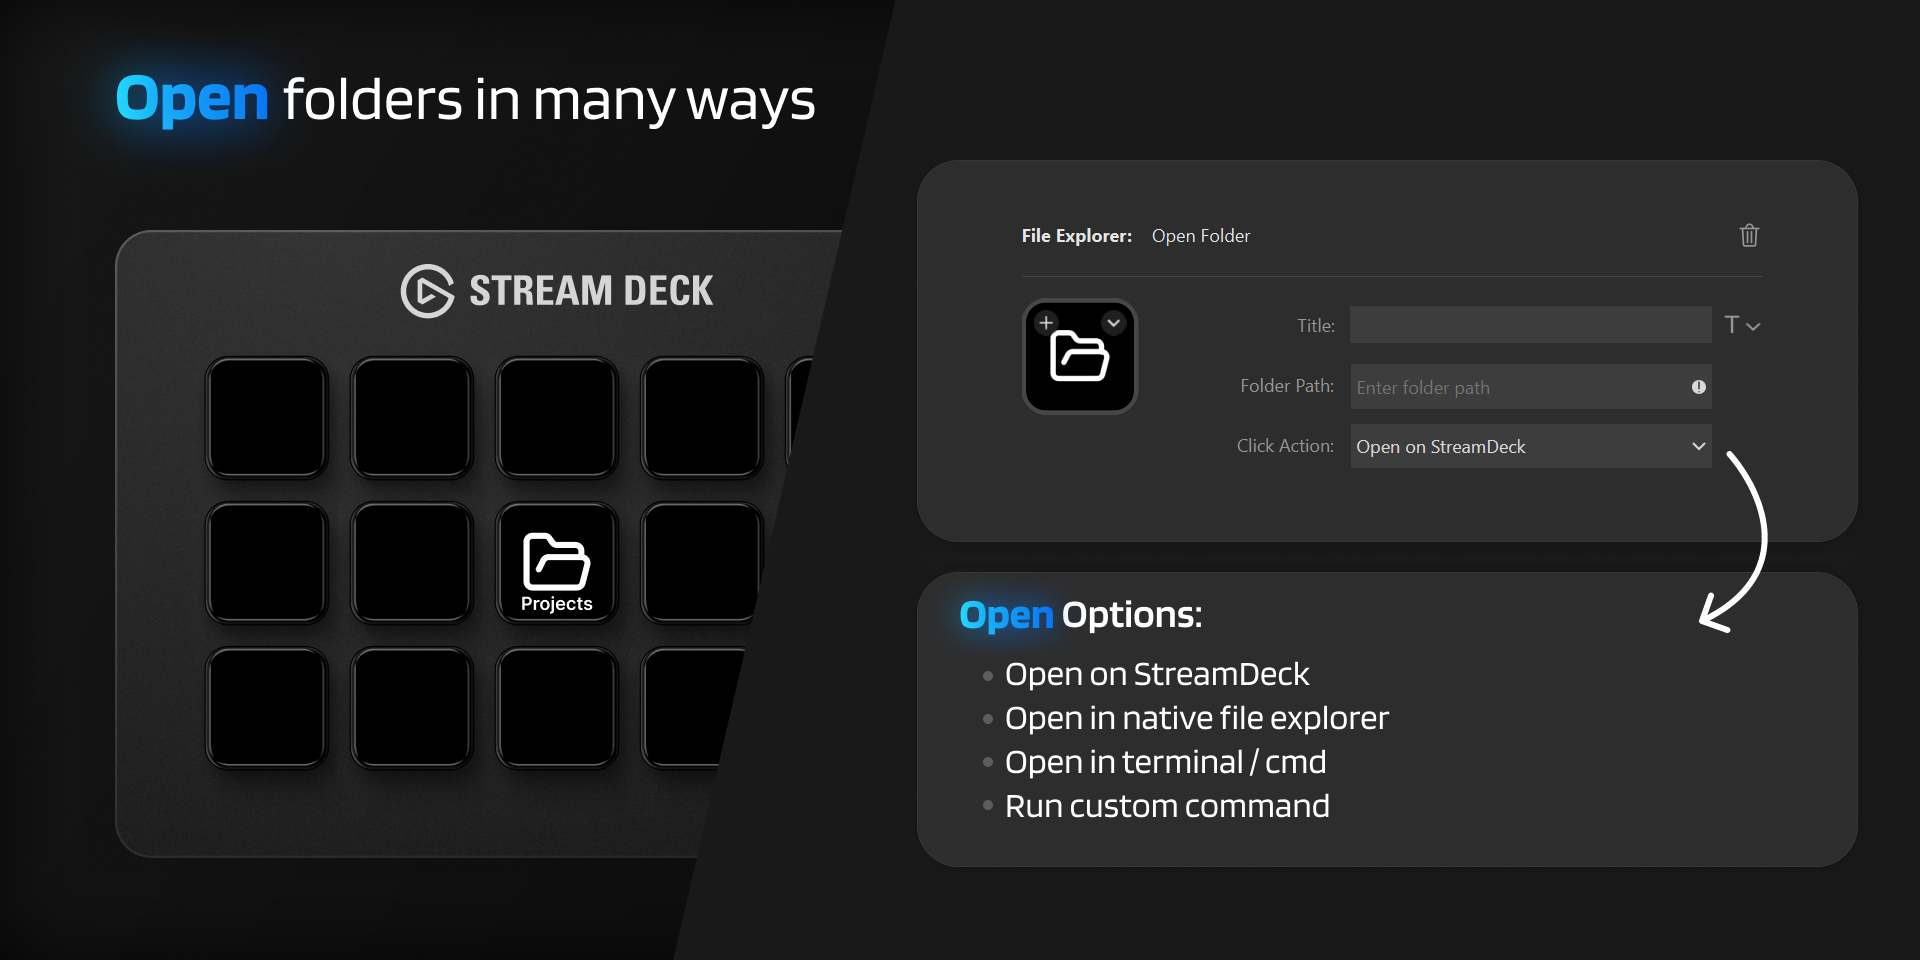 Open folders in many ways
STREAM DECK
Projects
File Explorer: Open Folder
Title:
T
Folder Path: Enter folder path
Click Action: Open on StreamDeck
Open Options:
Open on StreamDeck
Open in native file explorer
Open in terminal / cmd
Run custom command